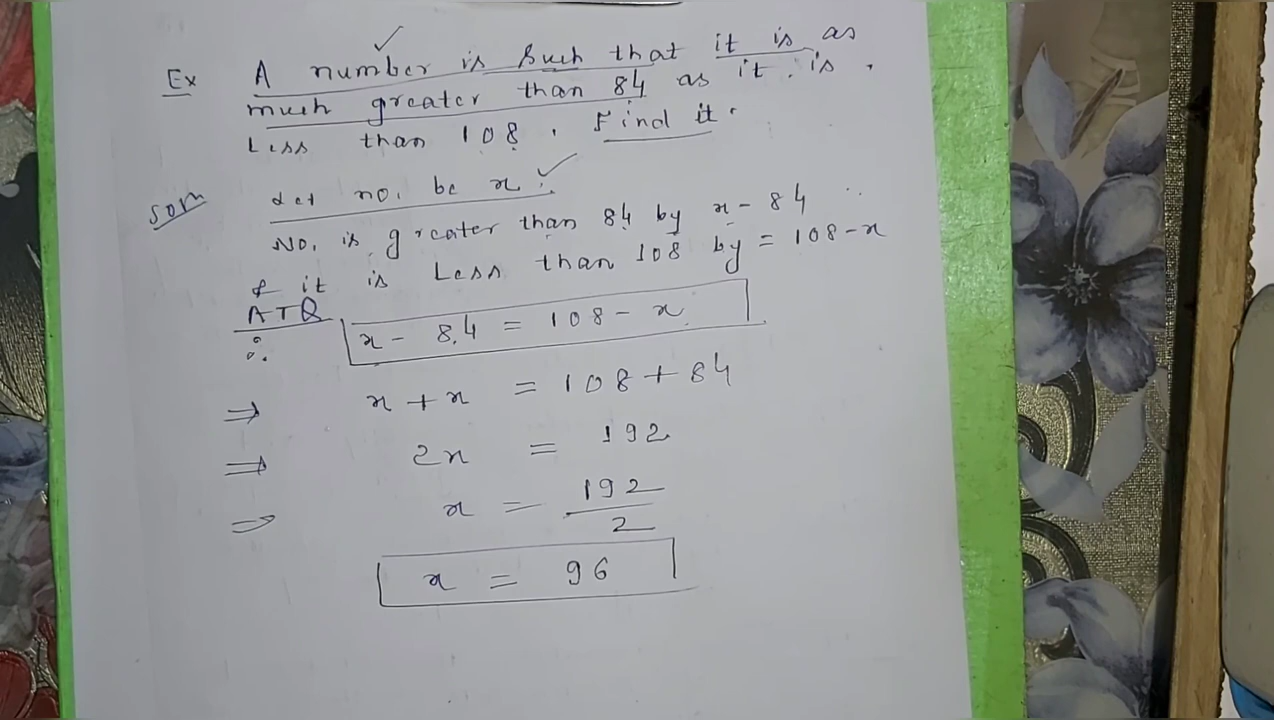 Ex A number is such that it is as
much greater than 84 as it is
Less than 108. Find it.
Soln Let no. be x.
No. is greater than 84 by x - 84
& it is Less than 108 by = 108 - x
ATQ
∴ x - 84 = 108 - x
⇒ x + x = 108 + 84
⇒ 2x = 192
⇒ x = 192/2
x = 96